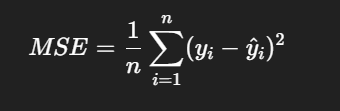 MSE = \frac{1}{n} \sum_{i=1}^{n} (y_i - \hat{y}_i)^2